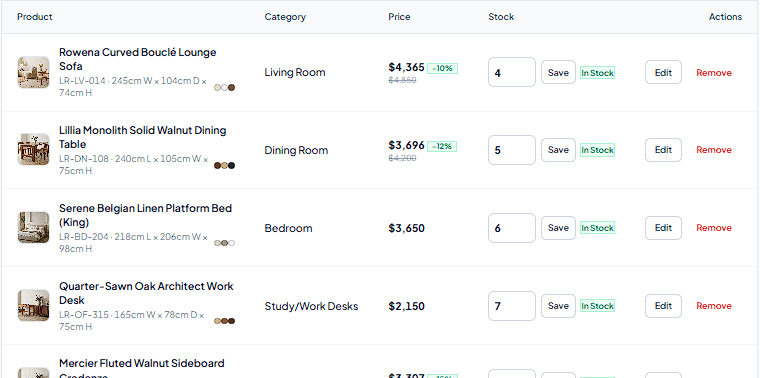 Product Category Price Stock Actions
Rowena Curved Bouclé Lounge
Sofa
LR-LV-014 · 245cm W × 104cm D ×
74cm H
Living Room
$4,365 -10%
$4,850
4 Save In Stock Edit Remove
Lillia Monolith Solid Walnut Dining
Table
LR-DN-108 · 240cm L × 105cm W ×
75cm H
Dining Room
$3,696 -12%
$4,200
5 Save In Stock Edit Remove
Serene Belgian Linen Platform Bed
(King)
LR-BD-204 · 218cm L × 206cm W ×
98cm H
Bedroom
$3,650
6 Save In Stock Edit Remove
Quarter-Sawn Oak Architect Work
Desk
LR-OF-315 · 165cm W × 78cm D ×
75cm H
Study/Work Desks
$2,150
7 Save In Stock Edit Remove
Mercier Fluted Walnut Sideboard